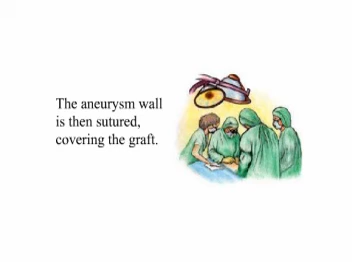 The aneurysm wall
is then sutured,
covering the graft.